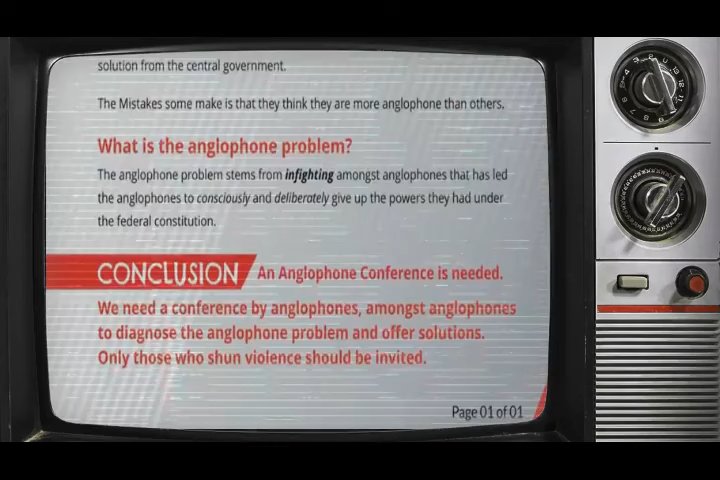 solution from the central government.
The Mistakes some make is that they think they are more anglophone than others.
What is the anglophone problem?
The anglophone problem stems from infighting amongst anglophones that has led
the anglophones to consciously and deliberately give up the powers they had under
the federal constitution.
CONCLUSION An Anglophone Conference is needed.
We need a conference by anglophones, amongst anglophones
to diagnose the anglophone problem and offer solutions.
Only those who shun violence should be invited.
Page 01 of 01